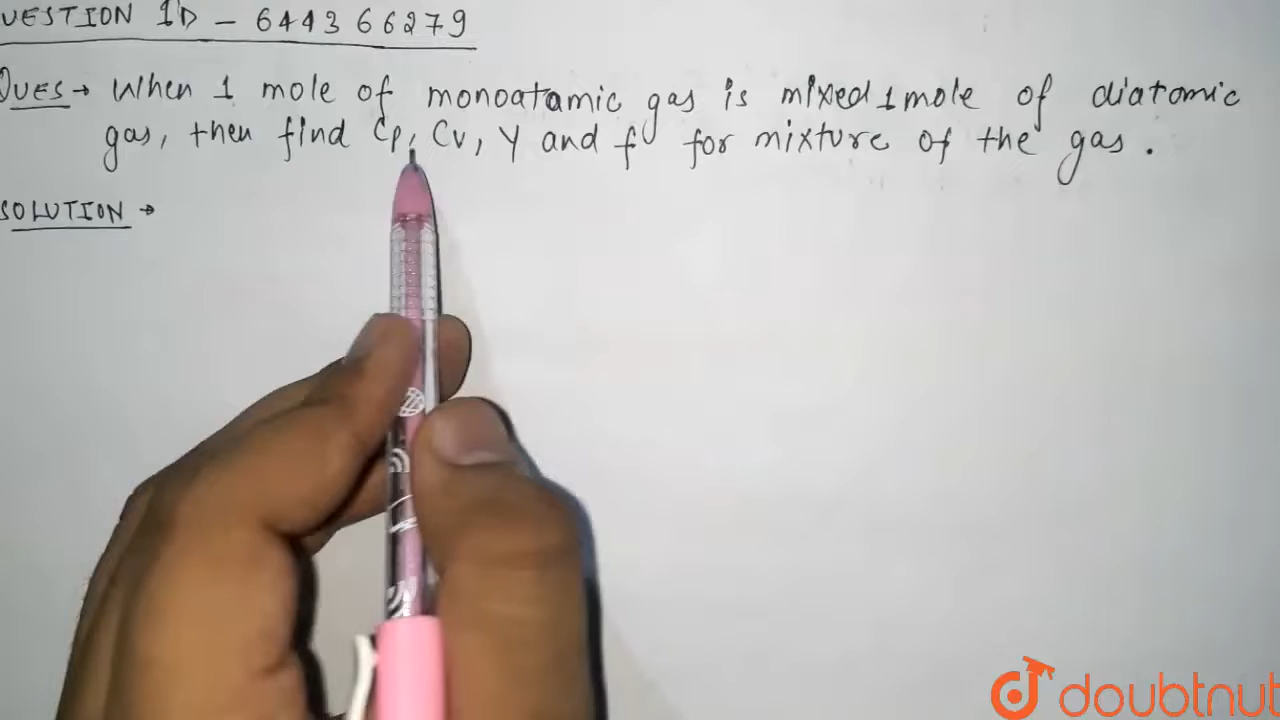 UESTION ID - 644366279
QUES → When 1 mole of monoatamic gas is mixed 1 mole of diatomic
gas, then find Cp, Cv, γ and f for mixture of the gas.
SOLUTION →
doubtnut